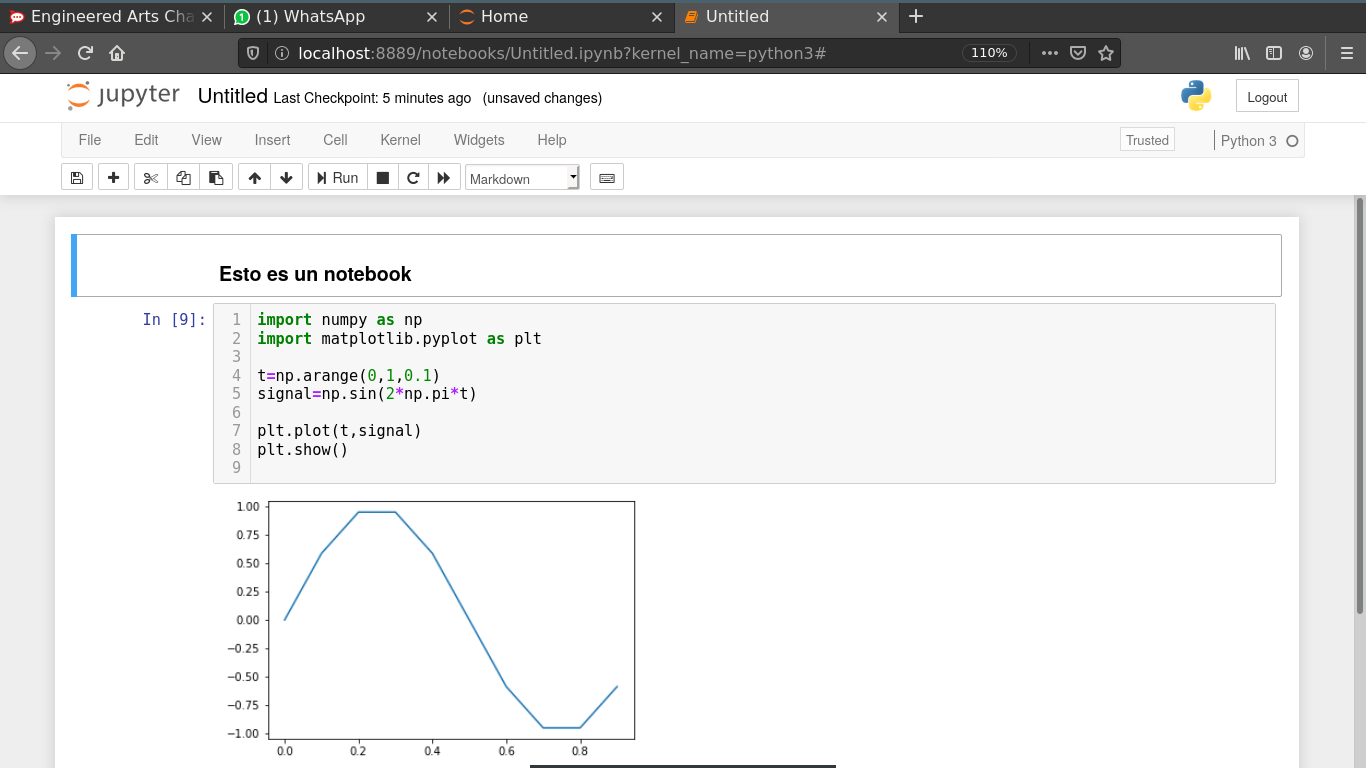 Engineered Arts Cha
(1) WhatsApp
Home
Untitled
localhost:8889/notebooks/Untitled.ipynb?kernel_name=python3#
110%
jupyter
Untitled Last Checkpoint: 5 minutes ago (unsaved changes)
Logout
File Edit View Insert Cell Kernel Widgets Help
Trusted
Python 3
Run
Markdown
Esto es un notebook
In [9]:
1 import numpy as np
2 import matplotlib.pyplot as plt
3
4 t=np.arange(0,1,0.1)
5 signal=np.sin(2*np.pi*t)
6
7 plt.plot(t,signal)
8 plt.show()
9
1.00
0.75
0.50
0.25
0.00
−0.25
−0.50
−0.75
−1.00
0.0 0.2 0.4 0.6 0.8